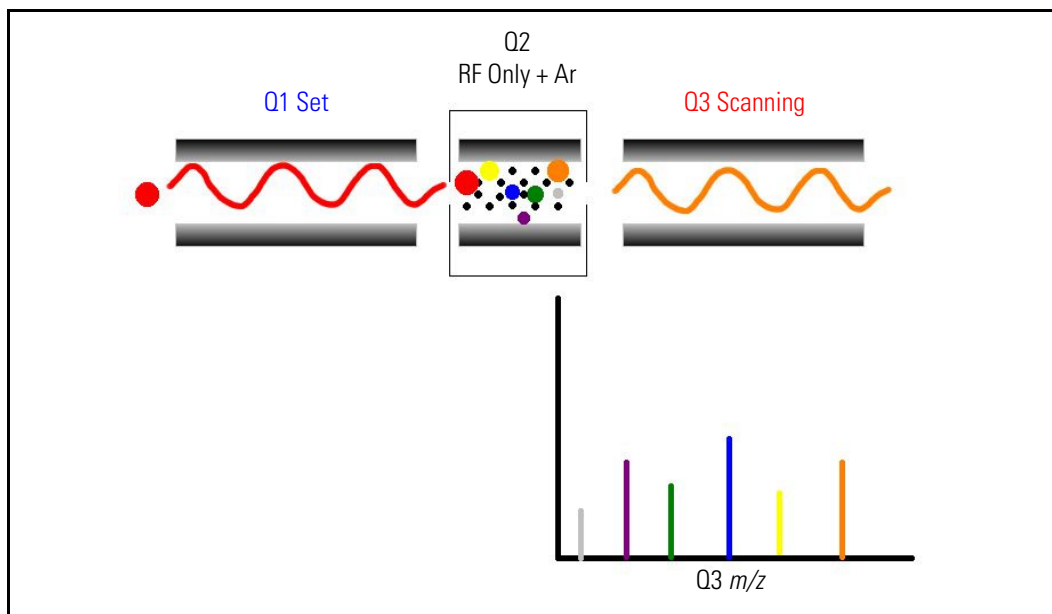 Q2
RF Only + Ar
Q1 Set
Q3 Scanning
Q3 m/z